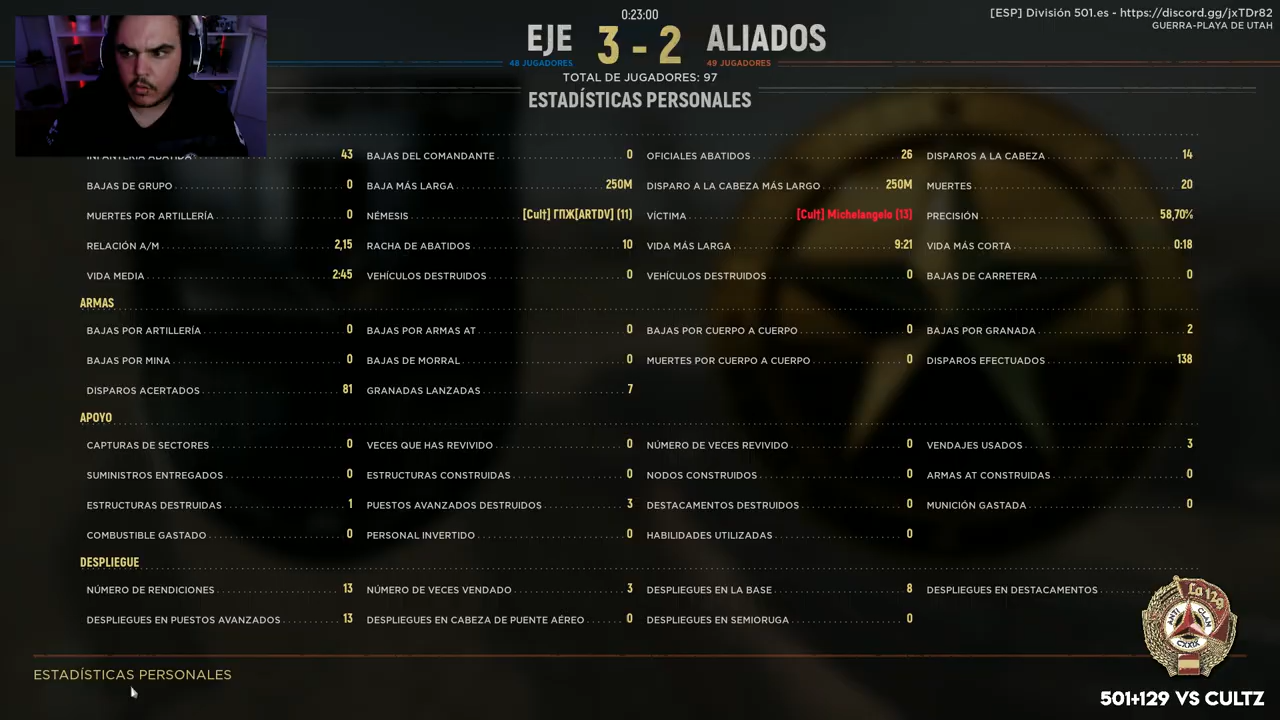 0:23:00
[ESP] División 501.es - https://discord.gg/jxTDr82
GUERRA-PLAYA DE UTAH
EJE 3 - 2 ALIADOS
48 JUGADORES 49 JUGADORES
TOTAL DE JUGADORES: 97
ESTADÍSTICAS PERSONALES
INFANTERÍA ABATIDA 43 BAJAS DEL COMANDANTE 0 OFICIALES ABATIDOS 26 DISPAROS A LA CABEZA 14
BAJAS DE GRUPO 0 BAJA MÁS LARGA 250M DISPARO A LA CABEZA MÁS LARGO 250M MUERTES 20
MUERTES POR ARTILLERÍA 0 NÉMESIS [Cul†] ГПЖ[ARTDV] (11) VÍCTIMA [Cul†] Michelangelo (13) PRECISIÓN 58,70%
RELACIÓN A/M 2,15 RACHA DE ABATIDOS 10 VIDA MÁS LARGA 9:21 VIDA MÁS CORTA 0:18
VIDA MEDIA 2:45 VEHÍCULOS DESTRUIDOS 0 VEHÍCULOS DESTRUIDOS 0 BAJAS DE CARRETERA 0
ARMAS
BAJAS POR ARTILLERÍA 0 BAJAS POR ARMAS AT 0 BAJAS POR CUERPO A CUERPO 0 BAJAS POR GRANADA 2
BAJAS POR MINA 0 BAJAS DE MORRAL 0 MUERTES POR CUERPO A CUERPO 0 DISPAROS EFECTUADOS 138
DISPAROS ACERTADOS 81 GRANADAS LANZADAS 7
APOYO
CAPTURAS DE SECTORES 0 VECES QUE HAS REVIVIDO 0 NÚMERO DE VECES REVIVIDO 0 VENDAJES USADOS 3
SUMINISTROS ENTREGADOS 0 ESTRUCTURAS CONSTRUIDAS 0 NODOS CONSTRUIDOS 0 ARMAS AT CONSTRUIDAS 0
ESTRUCTURAS DESTRUIDAS 1 PUESTOS AVANZADOS DESTRUIDOS 3 DESTACAMENTOS DESTRUIDOS 0 MUNICIÓN GASTADA 0
COMBUSTIBLE GASTADO 0 PERSONAL INVERTIDO 0 HABILIDADES UTILIZADAS 0
DESPLIEGUE
NÚMERO DE RENDICIONES 13 NÚMERO DE VECES VENDADO 3 DESPLIEGUES EN LA BASE 8 DESPLIEGUES EN DESTACAMENTOS
DESPLIEGUES EN PUESTOS AVANZADOS 13 DESPLIEGUES EN CABEZA DE PUENTE AÉREO 0 DESPLIEGUES EN SEMIORUGA 0
La 129
CXXIX
ESTADÍSTICAS PERSONALES
501+129 VS CULTZ